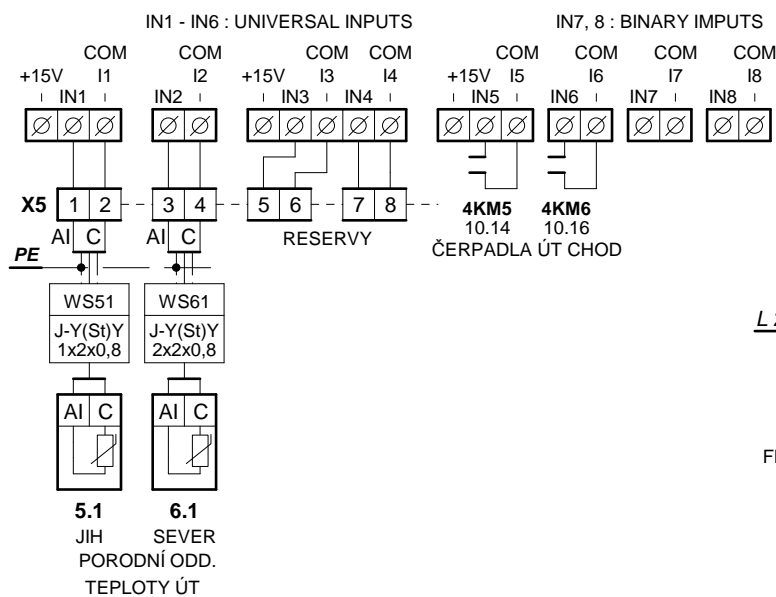 IN1 - IN6 : UNIVERSAL INPUTS
IN7, 8 : BINARY IMPUTS
COM COM COM COM COM COM COM COM
+15V I1 I2 +15V I3 I4 +15V I5 I6 I7 I8
IN1 IN2 IN3 IN4 IN5 IN6 IN7 IN8
X5 1 2 3 4 5 6 7 8
4KM5 4KM6
AI C AI C
RESERVY
10.14 10.16
ČERPADLA ÚT CHOD
PE
WS51 WS61
J-Y(St)Y J-Y(St)Y
1x2x0,8 2x2x0,8
L
AI C AI C
5.1 6.1
JIH SEVER
PORODNÍ ODD.
TEPLOTY ÚT